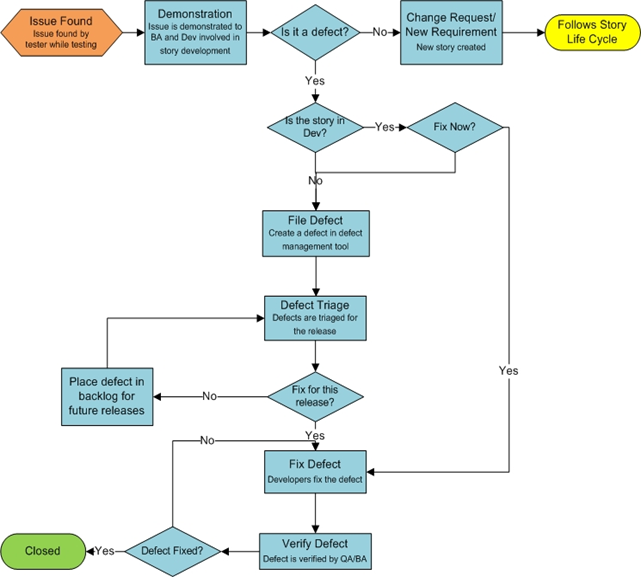 Issue Found
Issue found by
tester while testing
Demonstration
Issue is demonstrated to
BA and Dev involved in
story development
Is it a defect?
No
Change Request/
New Requirement
New story created
Follows Story
Life Cycle
Yes
Is the story in
Dev?
Yes
Fix Now?
No
File Defect
Create a defect in defect
management tool
Defect Triage
Defects are triaged for
the release
Yes
Place defect in
backlog for
future releases
No
Fix for this
release?
Yes
No
Fix Defect
Developers fix the defect
Closed
Yes
Defect Fixed?
Verify Defect
Defect is verified by QA/BA